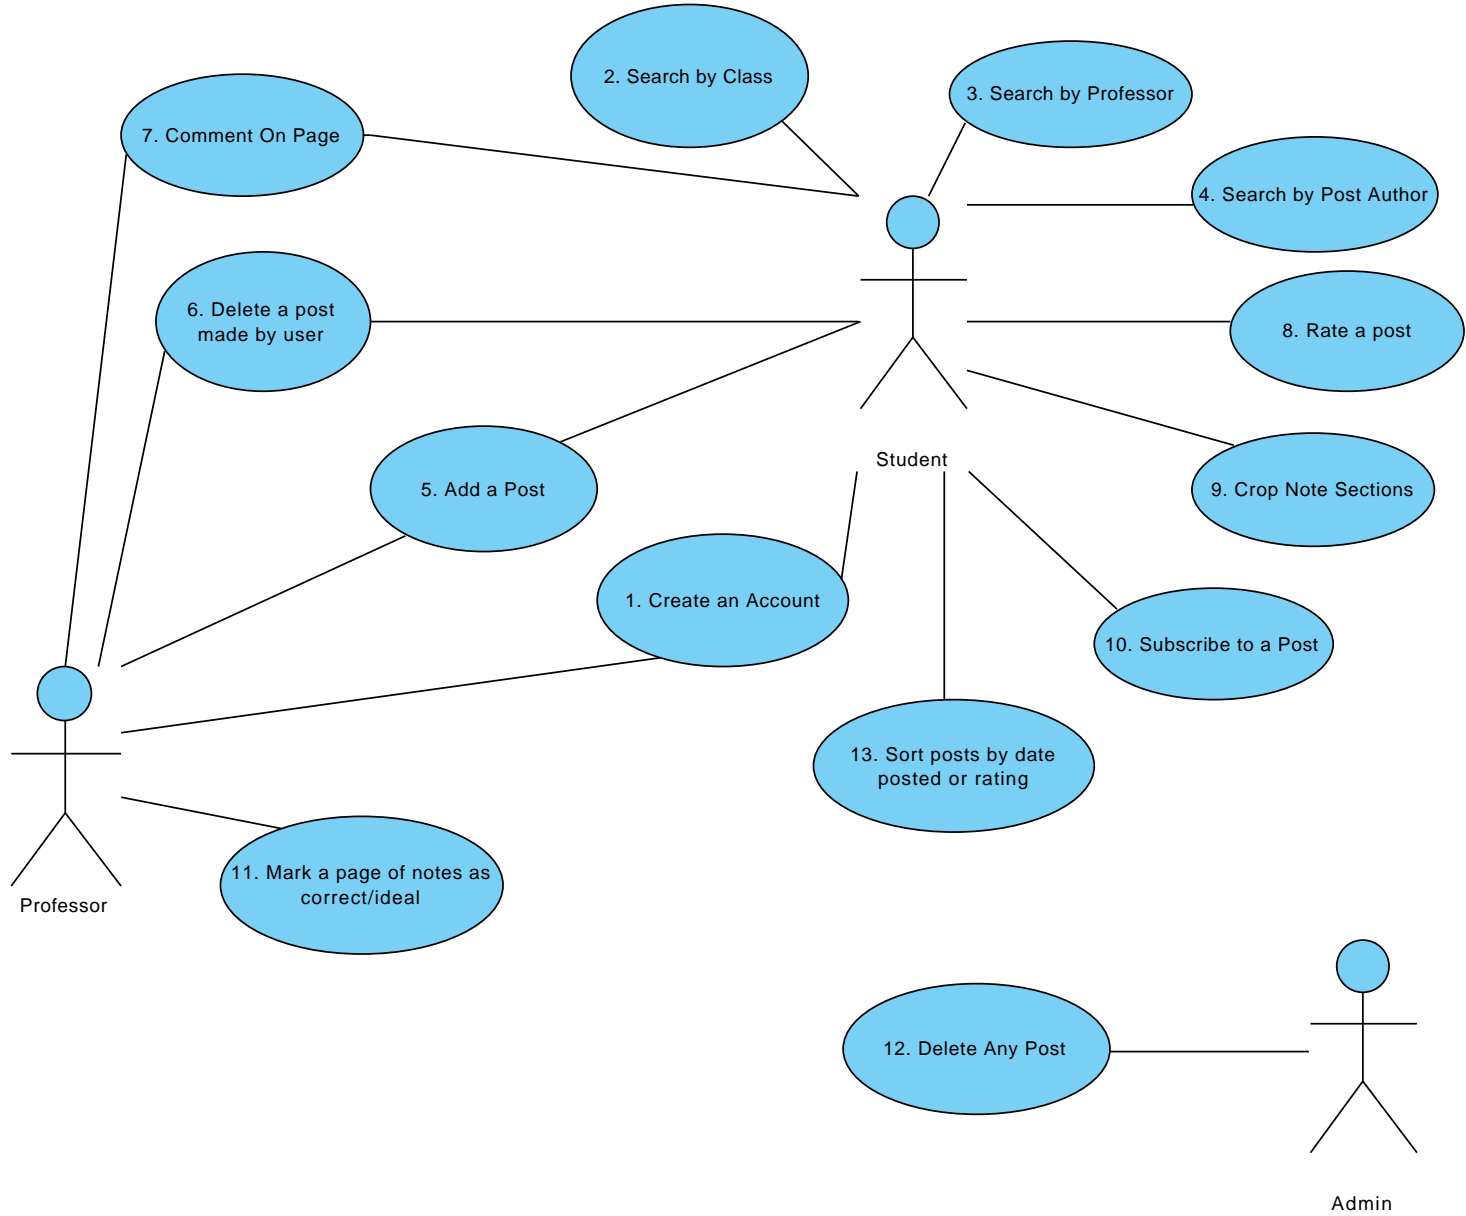 2. Search by Class
3. Search by Professor
7. Comment On Page
4. Search by Post Author
6. Delete a post
made by user
8. Rate a post
Student
5. Add a Post
9. Crop Note Sections
1. Create an Account
10. Subscribe to a Post
13. Sort posts by date
posted or rating
11. Mark a page of notes as
correct/ideal
Professor
12. Delete Any Post
Admin